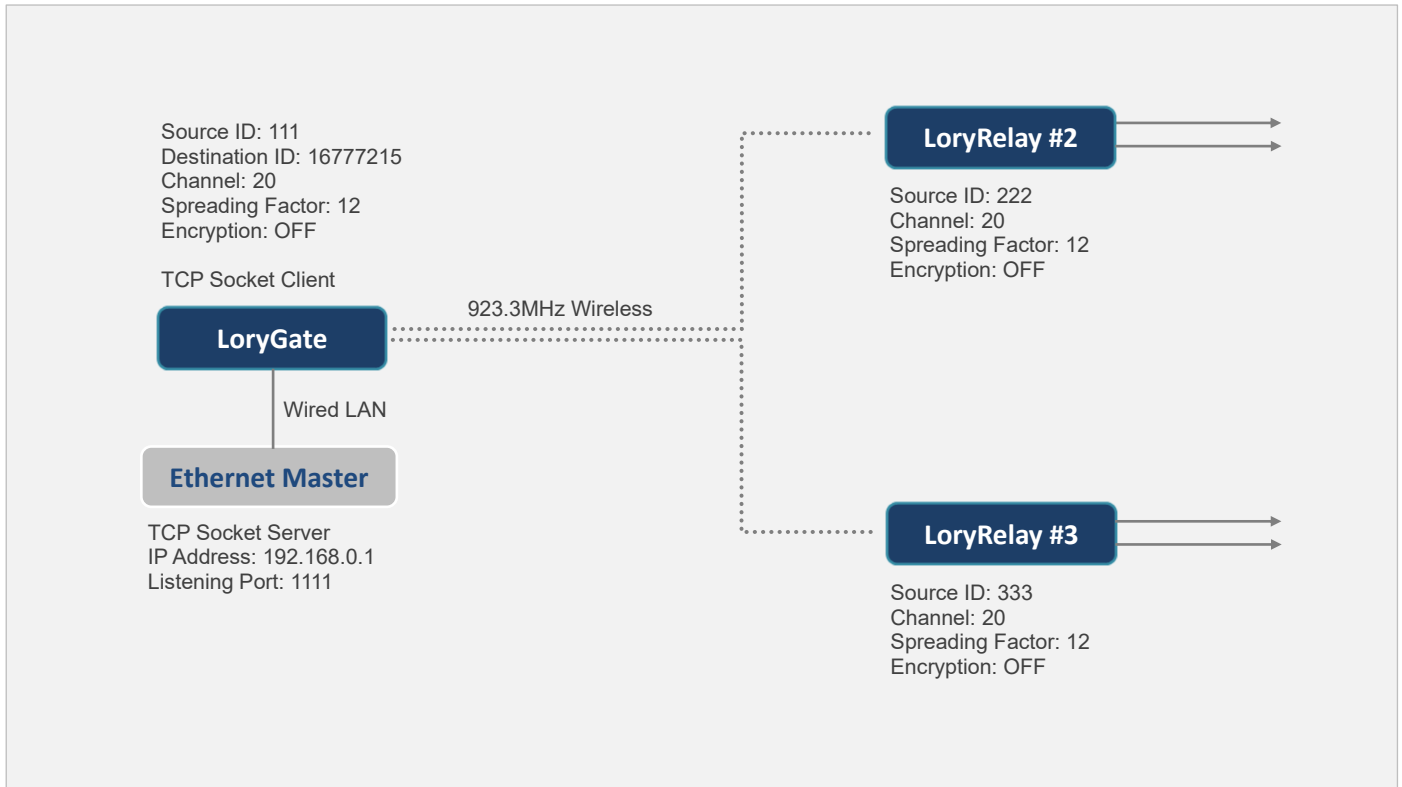 Source ID: 111
Destination ID: 16777215
Channel: 20
Spreading Factor: 12
Encryption: OFF
TCP Socket Client
LoryGate
Wired LAN
Ethernet Master
TCP Socket Server
IP Address: 192.168.0.1
Listening Port: 1111
923.3MHz Wireless
LoryRelay #2
Source ID: 222
Channel: 20
Spreading Factor: 12
Encryption: OFF
LoryRelay #3
Source ID: 333
Channel: 20
Spreading Factor: 12
Encryption: OFF